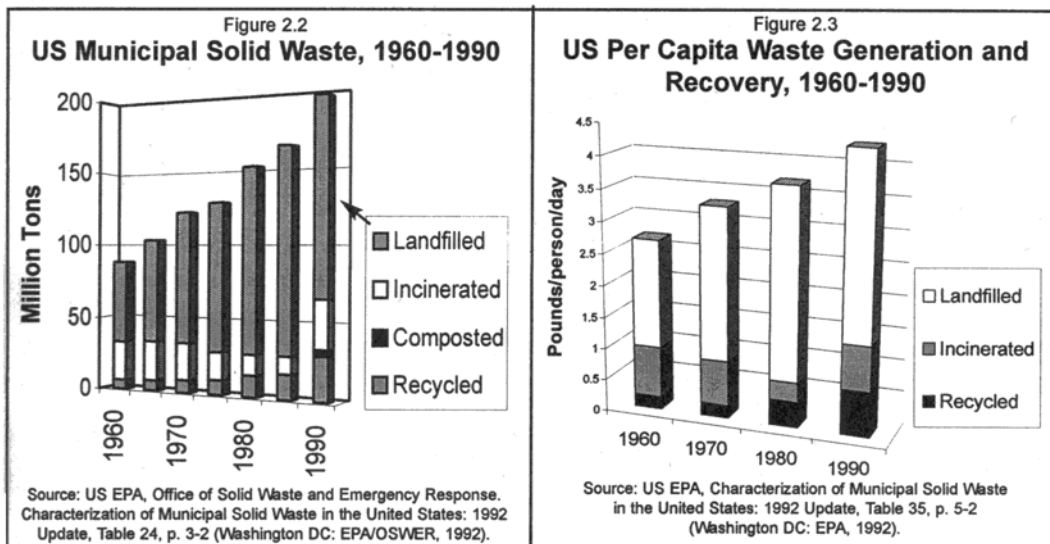 Figure 2.2
US Municipal Solid Waste, 1960-1990
200
150
100
50
0
Million Tons
1960
1970
1980
1990
Landfilled
Incinerated
Composted
Recycled
Source: US EPA, Office of Solid Waste and Emergency Response.
Characterization of Municipal Solid Waste in the United States: 1992
Update, Table 24, p. 3-2 (Washington DC: EPA/OSWER, 1992).
Figure 2.3
US Per Capita Waste Generation and
Recovery, 1960-1990
4.5
4
3.5
3
2.5
2
1.5
1
0.5
0
Pounds/person/day
1960
1970
1980
1990
Landfilled
Incinerated
Recycled
Source: US EPA, Characterization of Municipal Solid Waste
in the United States: 1992 Update, Table 35, p. 5-2
(Washington DC: EPA, 1992).